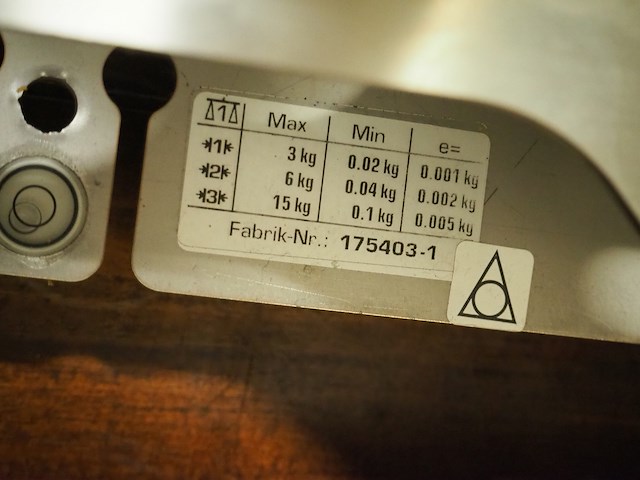 1 Max Min e=
*1* 3 kg 0.02 kg 0.001 kg
*2* 6 kg 0.04 kg 0.002 kg
*3* 15 kg 0.1 kg 0.005 kg
Fabrik-Nr.: 175403-1